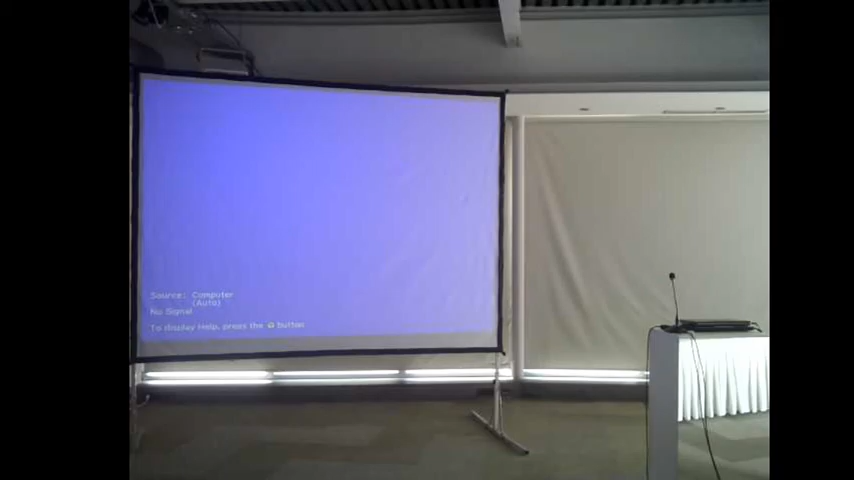 Source: Computer
(Auto)
No Signal
To display Help, press the button